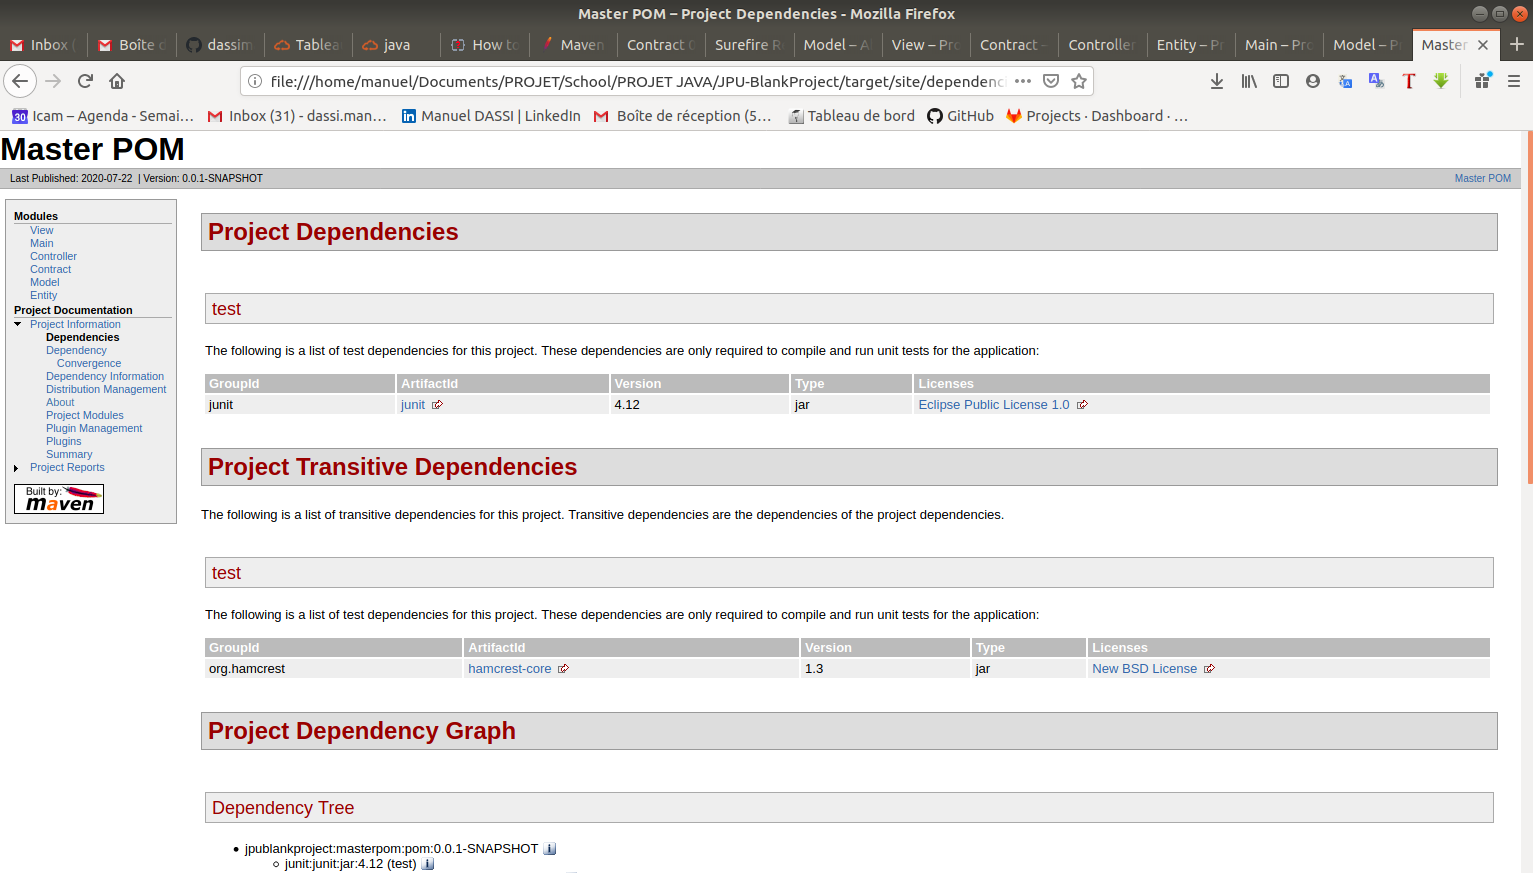 Master POM – Project Dependencies - Mozilla Firefox
Inbox (
Boîte d
dassim
Tablea
java
How to
Maven
Contract
Surefire R
Model – A
View – Pro
Contract –
Controller
Entity – P
Main – Pro
Model – P
Master
file:///home/manuel/Documents/PROJET/School/PROJET JAVA/JPU-BlankProject/target/site/dependenci
30 Icam – Agenda - Semai…
Inbox (31) - dassi.man…
Manuel DASSI | LinkedIn
Boîte de réception (5…
Tableau de bord
GitHub
Projects · Dashboard · …
Master POM
Last Published: 2020-07-22 | Version: 0.0.1-SNAPSHOT
Master POM
Modules
View
Main
Controller
Contract
Model
Entity
Project Documentation
Project Information
Dependencies
Dependency
Convergence
Dependency Information
Distribution Management
About
Project Modules
Plugin Management
Plugins
Summary
Project Reports
Built by:
maven
Project Dependencies
test
The following is a list of test dependencies for this project. These dependencies are only required to compile and run unit tests for the application:
GroupId ArtifactId Version Type Licenses
junit junit 4.12 jar Eclipse Public License 1.0
Project Transitive Dependencies
The following is a list of transitive dependencies for this project. Transitive dependencies are the dependencies of the project dependencies.
test
The following is a list of test dependencies for this project. These dependencies are only required to compile and run unit tests for the application:
GroupId ArtifactId Version Type Licenses
org.hamcrest hamcrest-core 1.3 jar New BSD License
Project Dependency Graph
Dependency Tree
jpublankproject:masterpom:pom:0.0.1-SNAPSHOT
junit:junit:jar:4.12 (test)